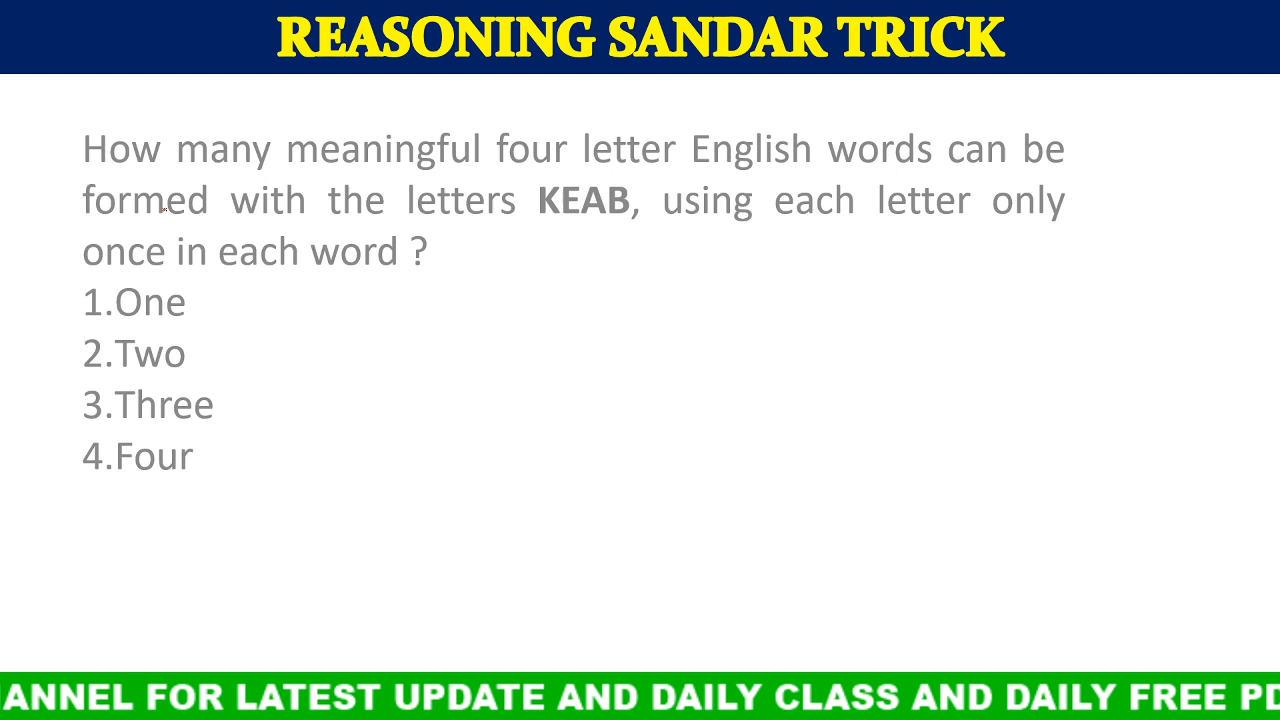 REASONING SANDAR TRICK
How many meaningful four letter English words can be
formed with the letters KEAB, using each letter only
once in each word ?
1.One
2.Two
3.Three
4.Four
ANNEL FOR LATEST UPDATE AND DAILY CLASS AND DAILY FREE PD